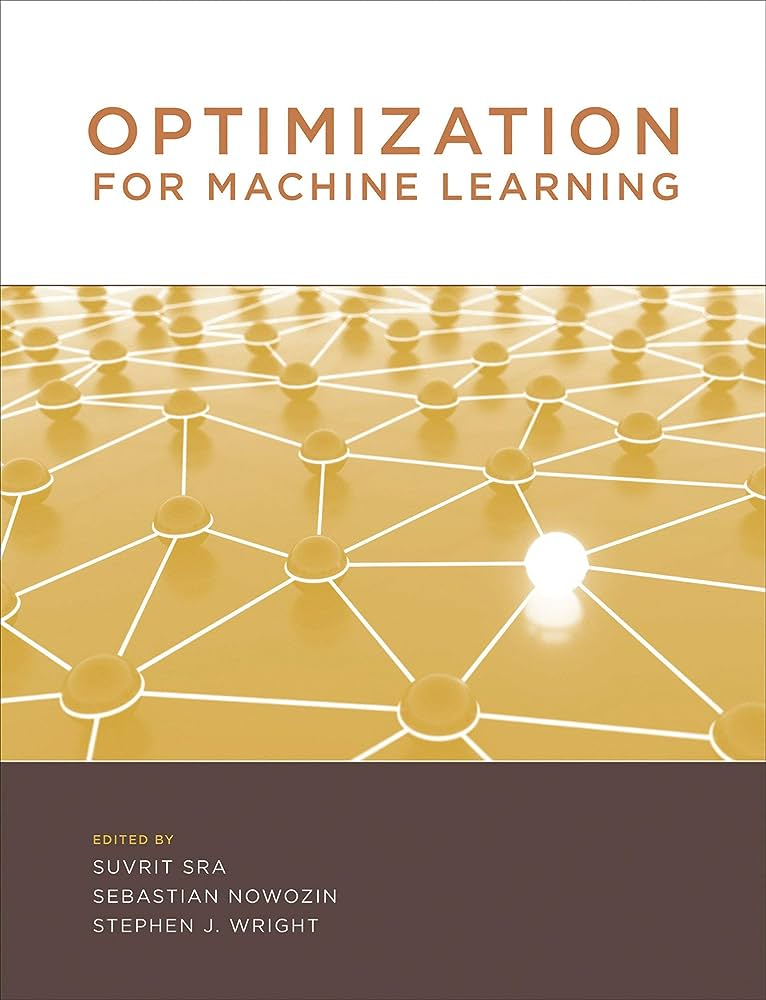 OPTIMIZATION
FOR MACHINE LEARNING
EDITED BY
SUVRIT SRA
SEBASTIAN NOWOZIN
STEPHEN J. WRIGHT